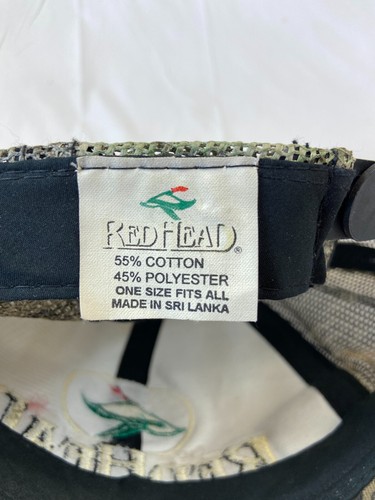 REDHEAD®
55% COTTON
45% POLYESTER
ONE SIZE FITS ALL
MADE IN SRI LANKA